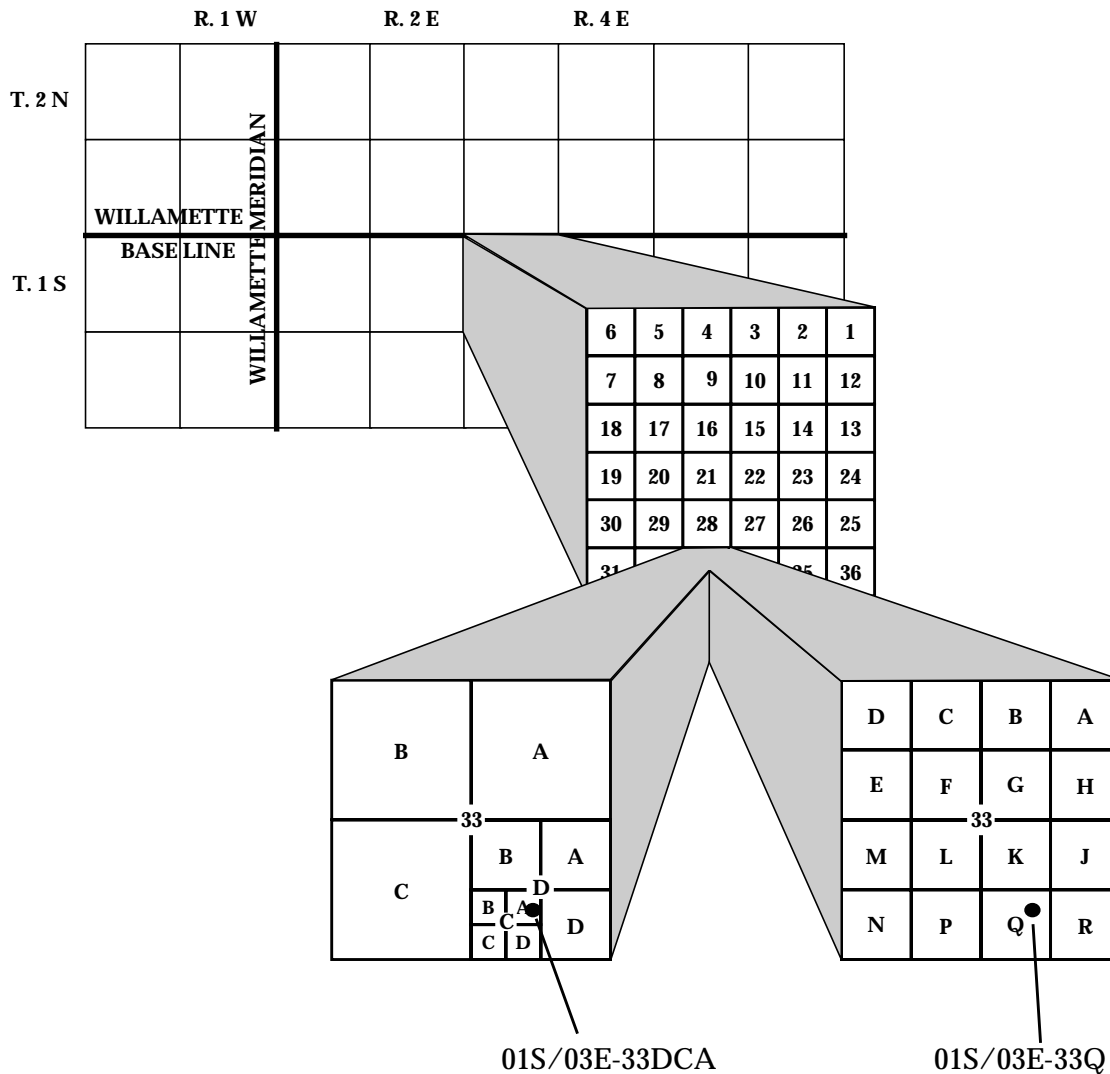 R. 1 W R. 2 E R. 4 E
T. 2 N
WILLAMETTE MERIDIAN
WILLAMETTE
BASE LINE
T. 1 S
6 5 4 3 2 1
7 8 9 10 11 12
18 17 16 15 14 13
19 20 21 22 23 24
30 29 28 27 26 25
31 35 36
B A
33
C
B A
D
B A
C
C D
D
D C B A
E F G H
33
M L K J
N P Q R
01S/03E-33DCA 01S/03E-33Q